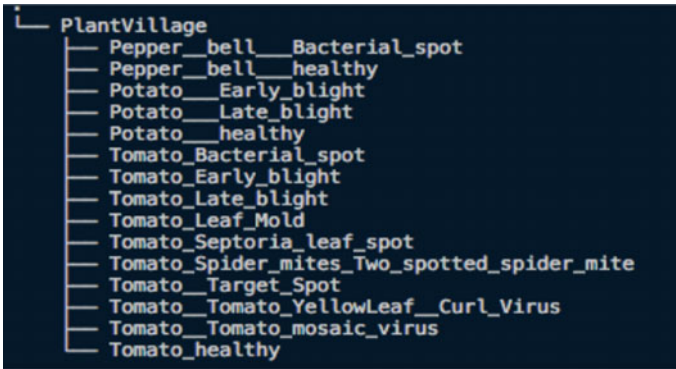 .
└── PlantVillage
    ├── Pepper__bell___Bacterial_spot
    ├── Pepper__bell___healthy
    ├── Potato___Early_blight
    ├── Potato___Late_blight
    ├── Potato___healthy
    ├── Tomato_Bacterial_spot
    ├── Tomato_Early_blight
    ├── Tomato_Late_blight
    ├── Tomato_Leaf_Mold
    ├── Tomato_Septoria_leaf_spot
    ├── Tomato_Spider_mites_Two_spotted_spider_mite
    ├── Tomato__Target_Spot
    ├── Tomato__Tomato_YellowLeaf__Curl_Virus
    ├── Tomato__Tomato_mosaic_virus
    └── Tomato_healthy